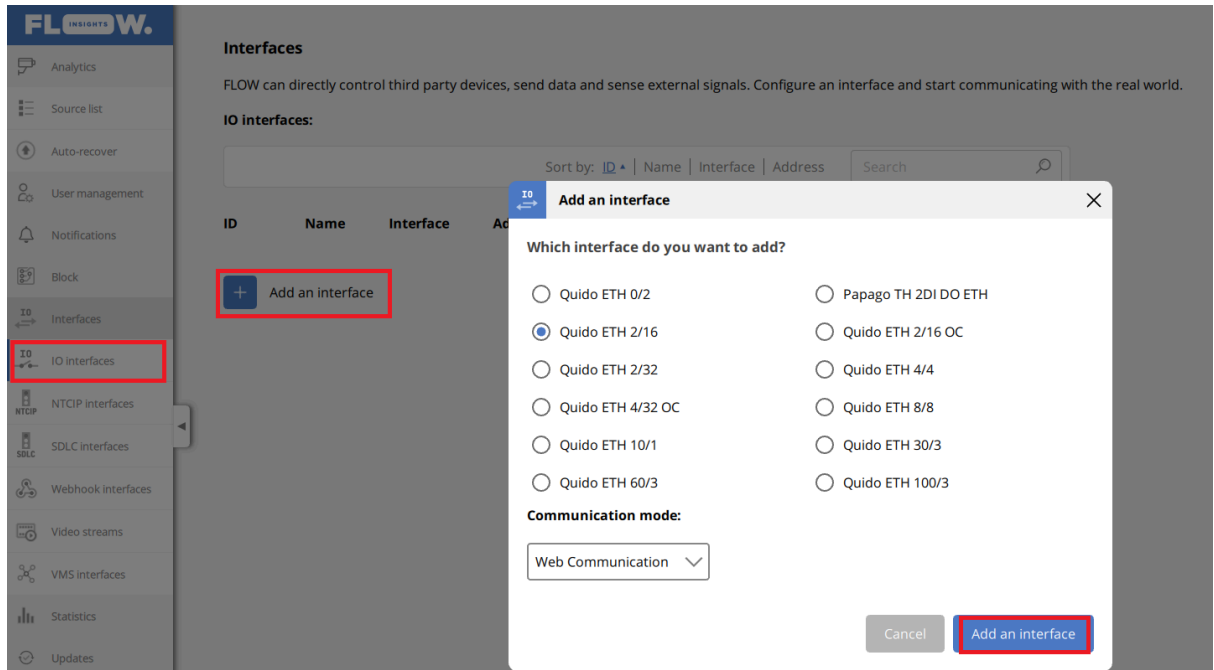 FLOW.
INSIGHTS
Analytics
Source list
Auto-recover
User management
Notifications
Block
IO
Interfaces
IO
IO interfaces
NTCIP
NTCIP interfaces
SDLC
SDLC interfaces
Webhook interfaces
Video streams
VMS interfaces
Statistics
Updates
Interfaces
FLOW can directly control third party devices, send data and sense external signals. Configure an interface and start communicating with the real world.
IO interfaces:
Sort by: ID | Name | Interface | Address Search
ID Name Interface Ad
+ Add an interface
IO
Add an interface
Which interface do you want to add?
Quido ETH 0/2 Papago TH 2DI DO ETH
Quido ETH 2/16 Quido ETH 2/16 OC
Quido ETH 2/32 Quido ETH 4/4
Quido ETH 4/32 OC Quido ETH 8/8
Quido ETH 10/1 Quido ETH 30/3
Quido ETH 60/3 Quido ETH 100/3
Communication mode:
Web Communication
Cancel Add an interface